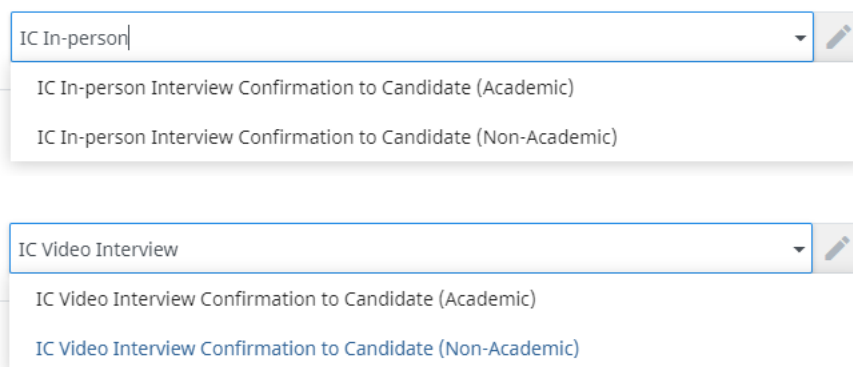 IC In-person
IC In-person Interview Confirmation to Candidate (Academic)
IC In-person Interview Confirmation to Candidate (Non-Academic)
IC Video Interview
IC Video Interview Confirmation to Candidate (Academic)
IC Video Interview Confirmation to Candidate (Non-Academic)